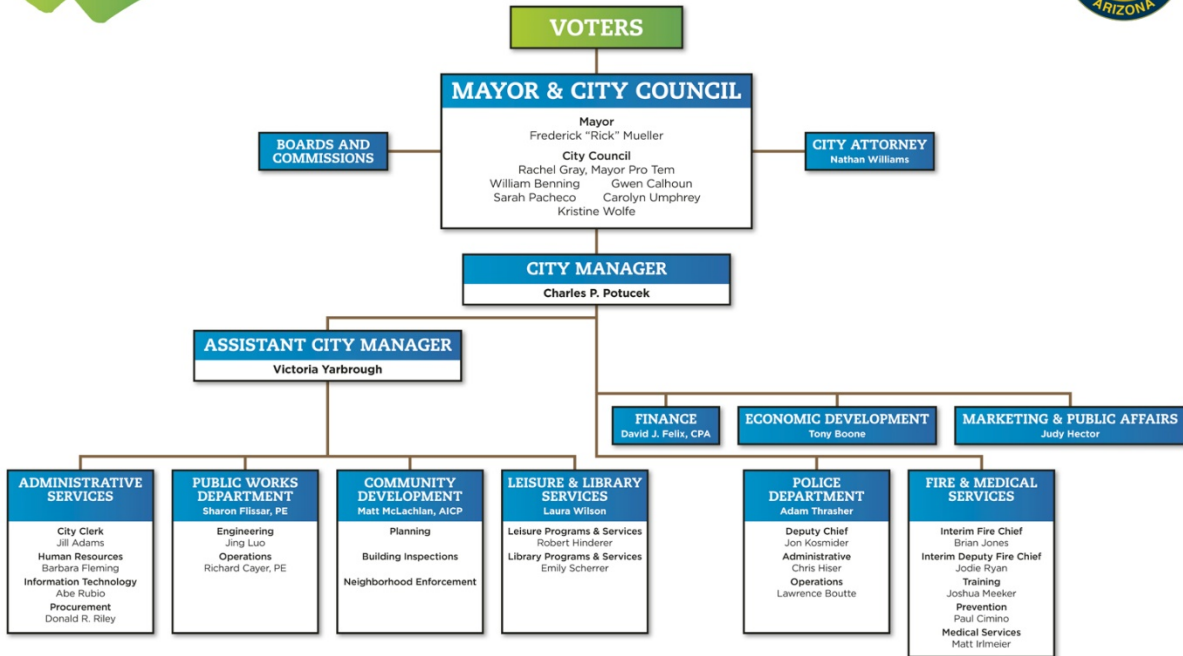 ARIZONA
VOTERS
MAYOR & CITY COUNCIL
Mayor
Frederick "Rick" Mueller
City Council
Rachel Gray, Mayor Pro Tem
William Benning Gwen Calhoun
Sarah Pacheco Carolyn Umphrey
Kristine Wolfe
BOARDS AND
COMMISSIONS
CITY ATTORNEY
Nathan Williams
CITY MANAGER
Charles P. Potucek
ASSISTANT CITY MANAGER
Victoria Yarbrough
FINANCE
David J. Felix, CPA
ECONOMIC DEVELOPMENT
Tony Boone
MARKETING & PUBLIC AFFAIRS
Judy Hector
ADMINISTRATIVE
SERVICES
City Clerk
Jill Adams
Human Resources
Barbara Fleming
Information Technology
Abe Rubio
Procurement
Donald R. Riley
PUBLIC WORKS
DEPARTMENT
Sharon Flissar, PE
Engineering
Jing Luo
Operations
Richard Cayer, PE
COMMUNITY
DEVELOPMENT
Matt McLachlan, AICP
Planning
Building Inspections
Neighborhood Enforcement
LEISURE & LIBRARY
SERVICES
Laura Wilson
Leisure Programs & Services
Robert Hinderer
Library Programs & Services
Emily Scherrer
POLICE
DEPARTMENT
Adam Thrasher
Deputy Chief
Jon Kosmider
Administrative
Chris Hiser
Operations
Lawrence Boutte
FIRE & MEDICAL
SERVICES
Interim Fire Chief
Brian Jones
Interim Deputy Fire Chief
Jodie Ryan
Training
Joshua Meeker
Prevention
Paul Cimino
Medical Services
Matt Irlmeier